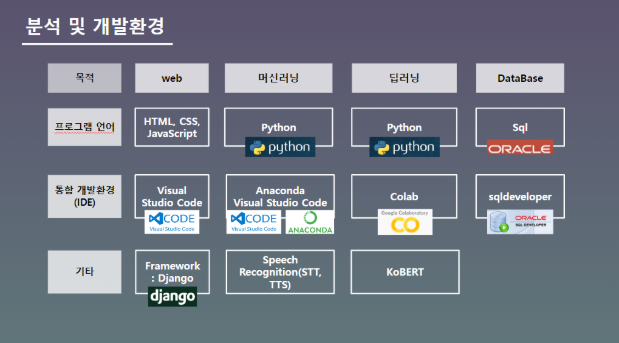 분석 및 개발환경
목적
web
머신러닝
딥러닝
DataBase
프로그램 언어
HTML, CSS,
JavaScript
Python
python
Python
python
Sql
ORACLE
통합 개발환경
(IDE)
Visual
Studio Code
CODE
Visual Studio Code
Anaconda
Visual Studio Code
CODE
Visual Studio Code
ANACONDA
Colab
Google Colaboratory
CO
sqldeveloper
ORACLE
SQL DEVELOPER
기타
Framework
: Django
django
Speech
Recognition(STT,
TTS)
KoBERT